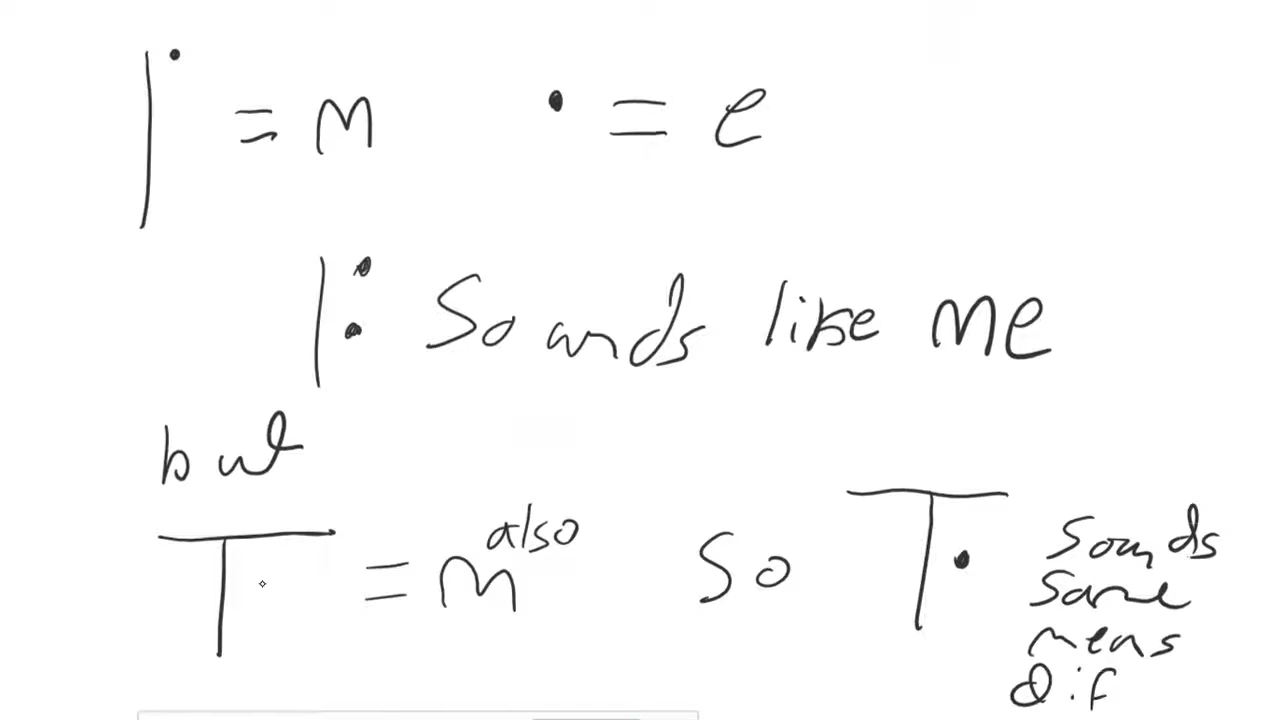 |· = m • = e
|: Sounds like me
but
T = m also So T• Sounds
same
means
dif